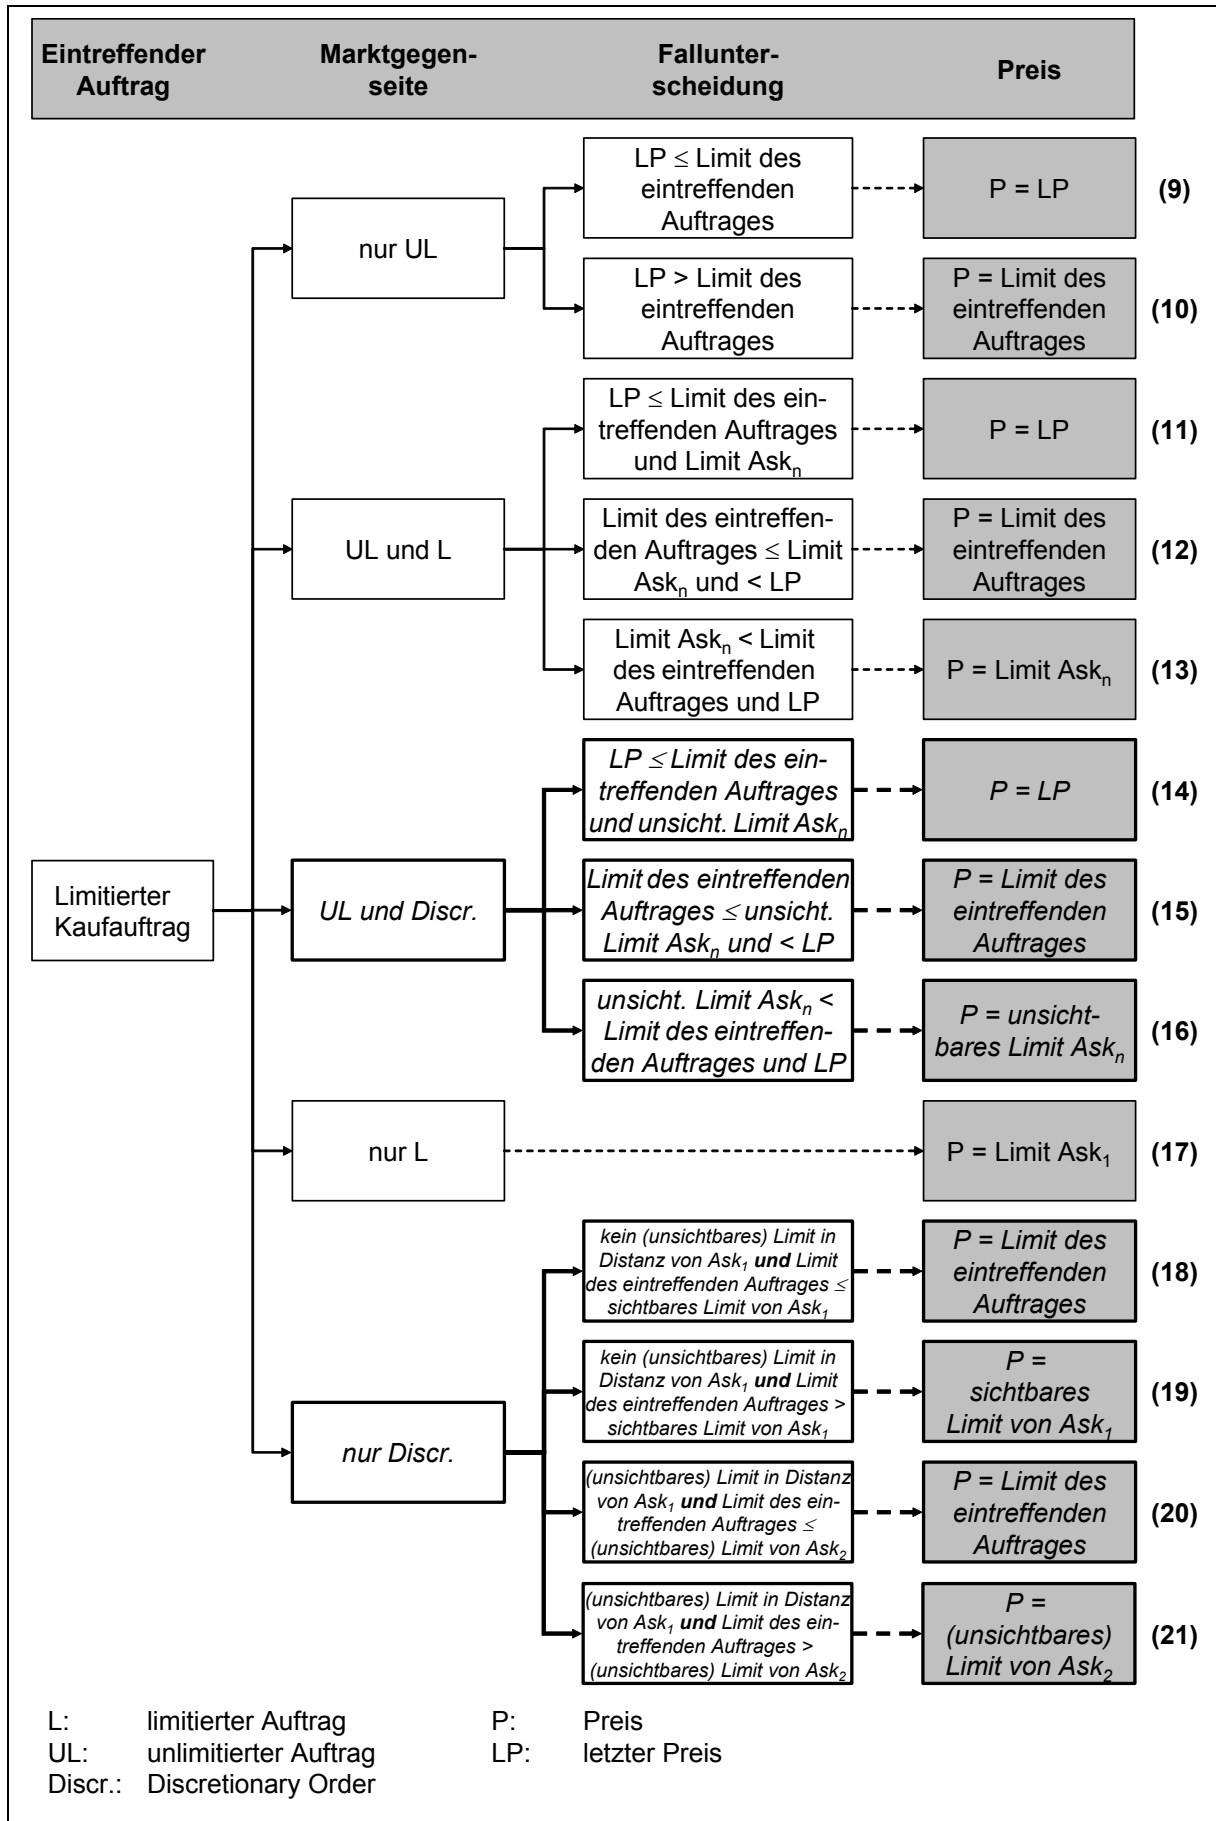 Eintreffender
Auftrag
Marktgegen-
seite
Fallunter-
scheidung
Preis
Limitierter
Kaufauftrag
nur UL
LP ≤ Limit des
eintreffenden
Auftrages
P = LP
(9)
LP > Limit des
eintreffenden
Auftrages
P = Limit des
eintreffenden
Auftrages
(10)
UL und L
LP ≤ Limit des ein-
treffenden Auftrages
und Limit Askₙ
P = LP
(11)
Limit des eintreffen-
den Auftrages ≤ Limit
Askₙ und < LP
P = Limit des
eintreffenden
Auftrages
(12)
Limit Askₙ < Limit
des eintreffenden
Auftrages und LP
P = Limit Askₙ
(13)
UL und Discr.
LP ≤ Limit des ein-
treffenden Auftrages
und unsicht. Limit Askₙ
P = LP
(14)
Limit des eintreffenden
Auftrages ≤ unsicht.
Limit Askₙ und < LP
P = Limit des
eintreffenden
Auftrages
(15)
unsicht. Limit Askₙ <
Limit des eintreffen-
den Auftrages und LP
P = unsicht-
bares Limit Askₙ
(16)
nur L
P = Limit Ask₁
(17)
nur Discr.
kein (unsichtbares) Limit in
Distanz von Ask₁ und Limit
des eintreffenden Auftrages ≤
sichtbares Limit von Ask₁
P = Limit des
eintreffenden
Auftrages
(18)
kein (unsichtbares) Limit in
Distanz von Ask₁ und Limit
des eintreffenden Auftrages >
sichtbares Limit von Ask₁
P =
sichtbares
Limit von Ask₁
(19)
(unsichtbares) Limit in Distanz
von Ask₁ und Limit des ein-
treffenden Auftrages ≤
(unsichtbares) Limit von Ask₂
P = Limit des
eintreffenden
Auftrages
(20)
(unsichtbares) Limit in Distanz
von Ask₁ und Limit des ein-
treffenden Auftrages >
(unsichtbares) Limit von Ask₂
P =
(unsichtbares)
Limit von Ask₂
(21)
L: limitierter Auftrag P: Preis
UL: unlimitierter Auftrag LP: letzter Preis
Discr.: Discretionary Order